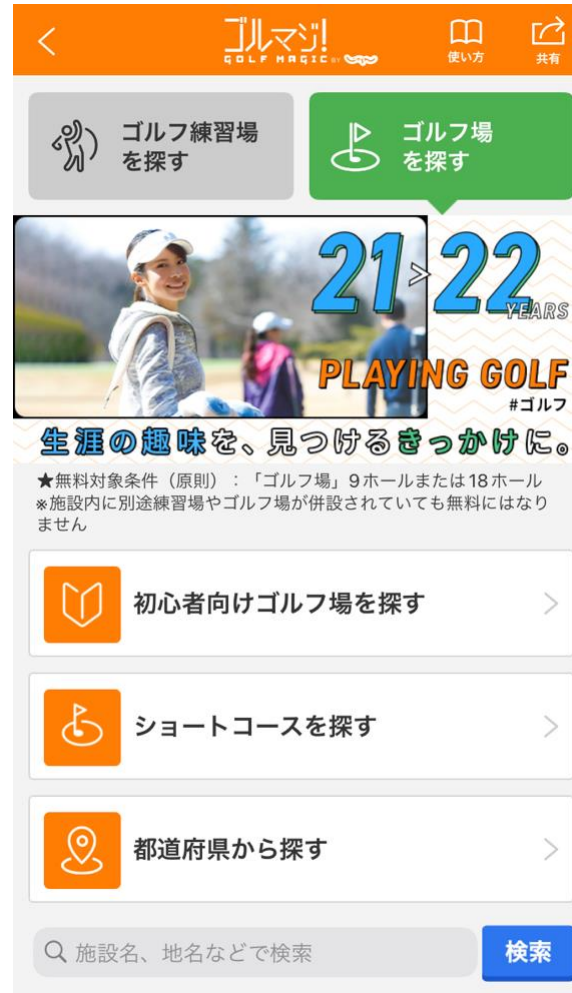 ゴルマジ!
GOLF MAGIC BY
使い方
共有
ゴルフ練習場
を探す
ゴルフ場
を探す
21>22
YEARS
PLAYING GOLF
#ゴルフ
生涯の趣味を、見つけるきっかけに。
★無料対象条件(原則):「ゴルフ場」9ホールまたは18ホール
※施設内に別途練習場やゴルフ場が併設されていても無料にはなり
ません
初心者向けゴルフ場を探す
ショートコースを探す
都道府県から探す
施設名、地名などで検索
検索